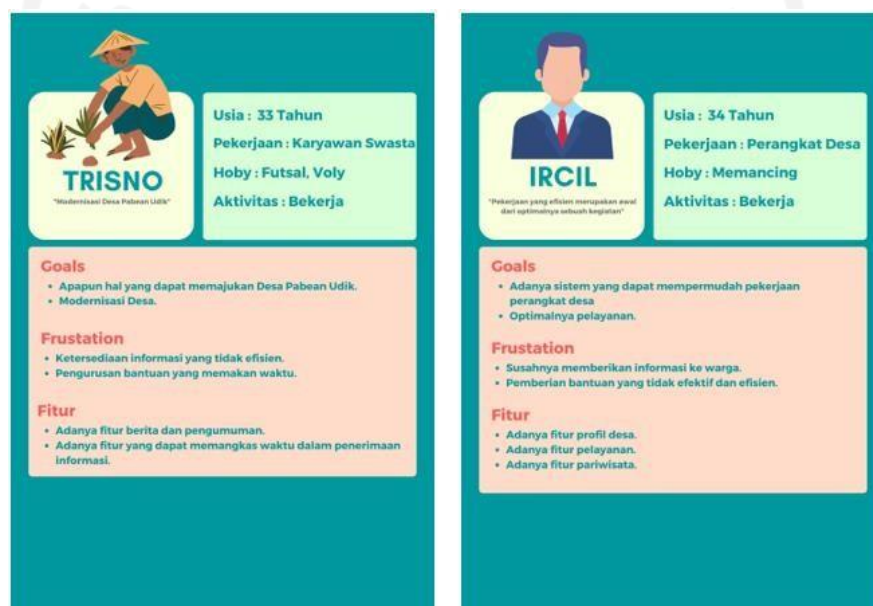 TRISNO
"Modernisasi Desa Pabean Udik"
Usia : 33 Tahun
Pekerjaan : Karyawan Swasta
Hoby : Futsal, Voly
Aktivitas : Bekerja
Goals
• Apapun hal yang dapat memajukan Desa Pabean Udik.
• Modernisasi Desa.
Frustation
• Ketersediaan informasi yang tidak efisien.
• Pengurusan bantuan yang memakan waktu.
Fitur
• Adanya fitur berita dan pengumuman.
• Adanya fitur yang dapat memangkas waktu dalam penerimaan
informasi.
IRCIL
"Pekerjaan yang efisien merupakan awal
dari optimalnya sebuah kegiatan"
Usia : 34 Tahun
Pekerjaan : Perangkat Desa
Hoby : Memancing
Aktivitas : Bekerja
Goals
• Adanya sistem yang dapat mempermudah pekerjaan
perangkat desa
• Optimalnya pelayanan.
Frustation
• Susahnya memberikan informasi ke warga.
• Pemberian bantuan yang tidak efektif dan efisien.
Fitur
• Adanya fitur profil desa.
• Adanya fitur pelayanan.
• Adanya fitur pariwisata.